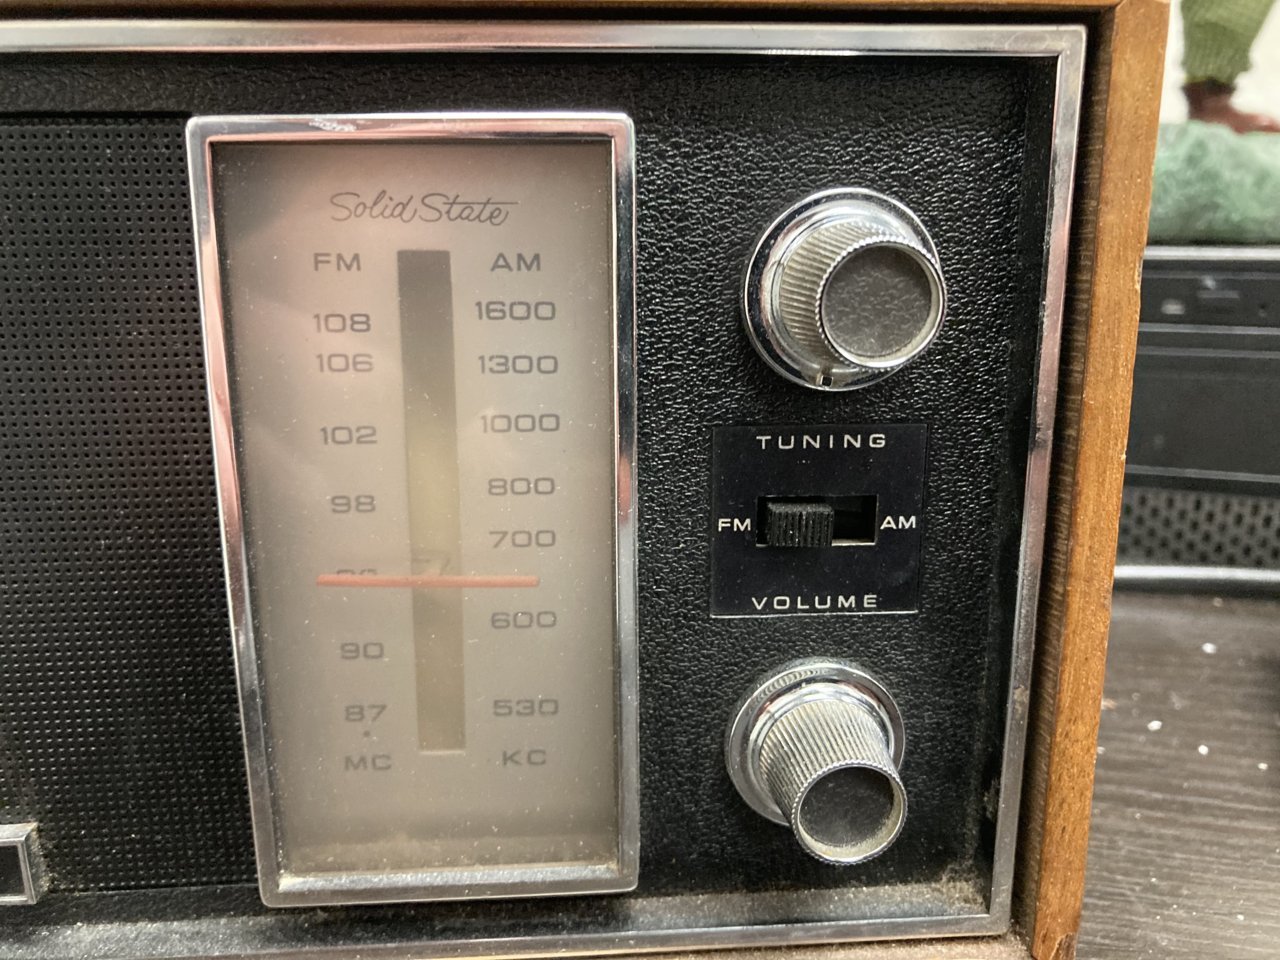 Solid State
FM AM
108 1600
106 1300
102 1000
98 800
700
600
90
87 530
MC KC
TUNING
FM AM
VOLUME